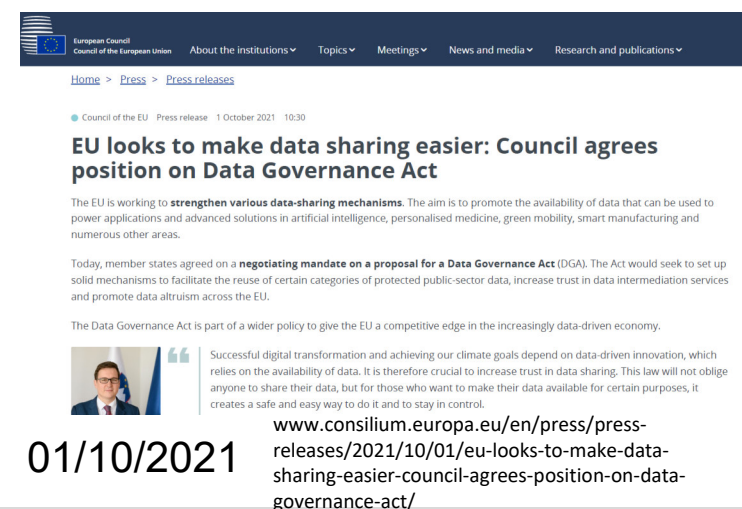 European Council
Council of the European Union
About the institutions Topics Meetings News and media Research and publications
Home > Press > Press releases
Council of the EU Press release 1 October 2021 10:30
EU looks to make data sharing easier: Council agrees
position on Data Governance Act
The EU is working to strengthen various data-sharing mechanisms. The aim is to promote the availability of data that can be used to
power applications and advanced solutions in artificial intelligence, personalised medicine, green mobility, smart manufacturing and
numerous other areas.
Today, member states agreed on a negotiating mandate on a proposal for a Data Governance Act (DGA). The Act would seek to set up
solid mechanisms to facilitate the reuse of certain categories of protected public-sector data, increase trust in data intermediation services
and promote data altruism across the EU.
The Data Governance Act is part of a wider policy to give the EU a competitive edge in the increasingly data-driven economy.
Successful digital transformation and achieving our climate goals depend on data-driven innovation, which
relies on the availability of data. It is therefore crucial to increase trust in data sharing. This law will not oblige
anyone to share their data, but for those who want to make their data available for certain purposes, it
creates a safe and easy way to do it and to stay in control.
01/10/2021
www.consilium.europa.eu/en/press/press-
releases/2021/10/01/eu-looks-to-make-data-
sharing-easier-council-agrees-position-on-data-
governance-act/